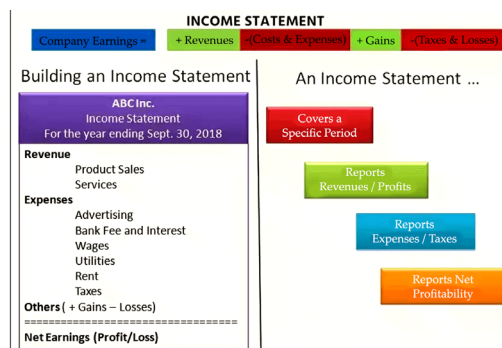 INCOME STATEMENT
Company Earnings = + Revenues -(Costs & Expenses) + Gains -(Taxes & Losses)
Building an Income Statement
ABC Inc.
Income Statement
For the year ending Sept. 30, 2018
Revenue
Product Sales
Services
Expenses
Advertising
Bank Fee and Interest
Wages
Utilities
Rent
Taxes
Others ( + Gains – Losses)
==================================
Net Earnings (Profit/Loss)
An Income Statement ...
Covers a
Specific Period
Reports
Revenues / Profits
Reports
Expenses / Taxes
Reports Net
Profitability